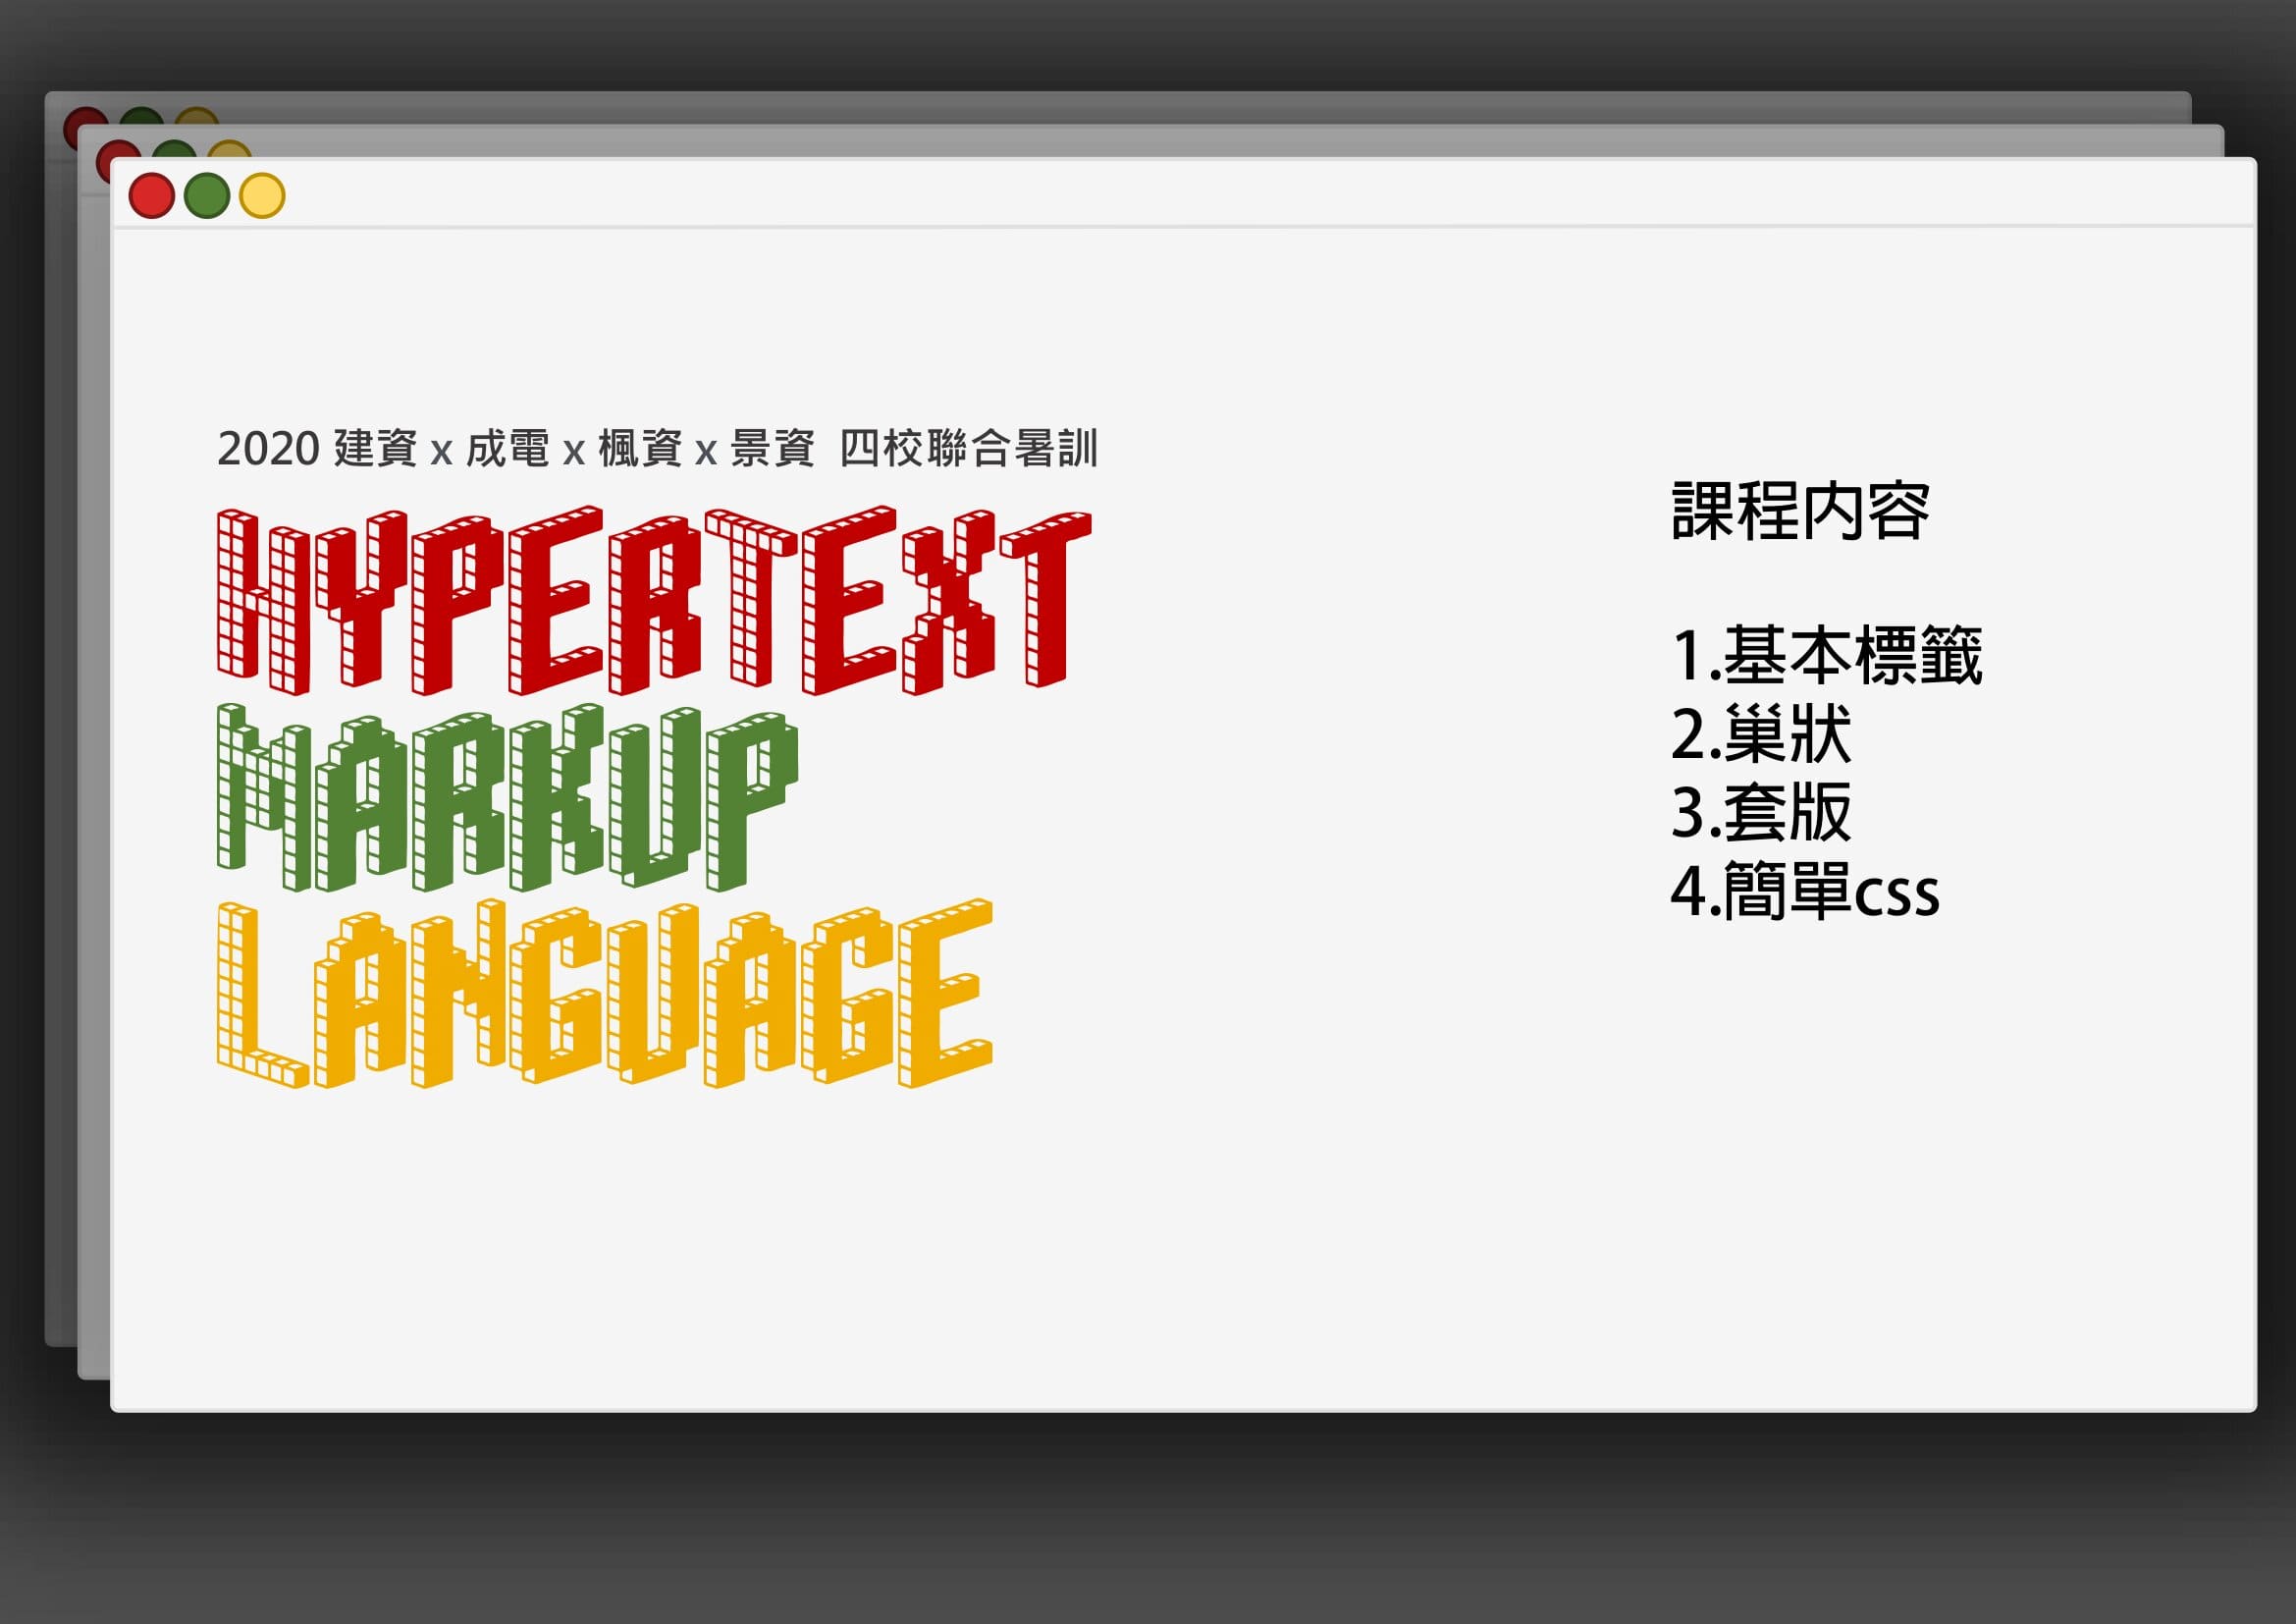 2020 建資 x 成電 x 楓資 x 景資 四校聯合暑訓
HYPERTEXT
MARKUP
LANGUAGE
課程內容
1.基本標籤
2.巢狀
3.套版
4.簡單css